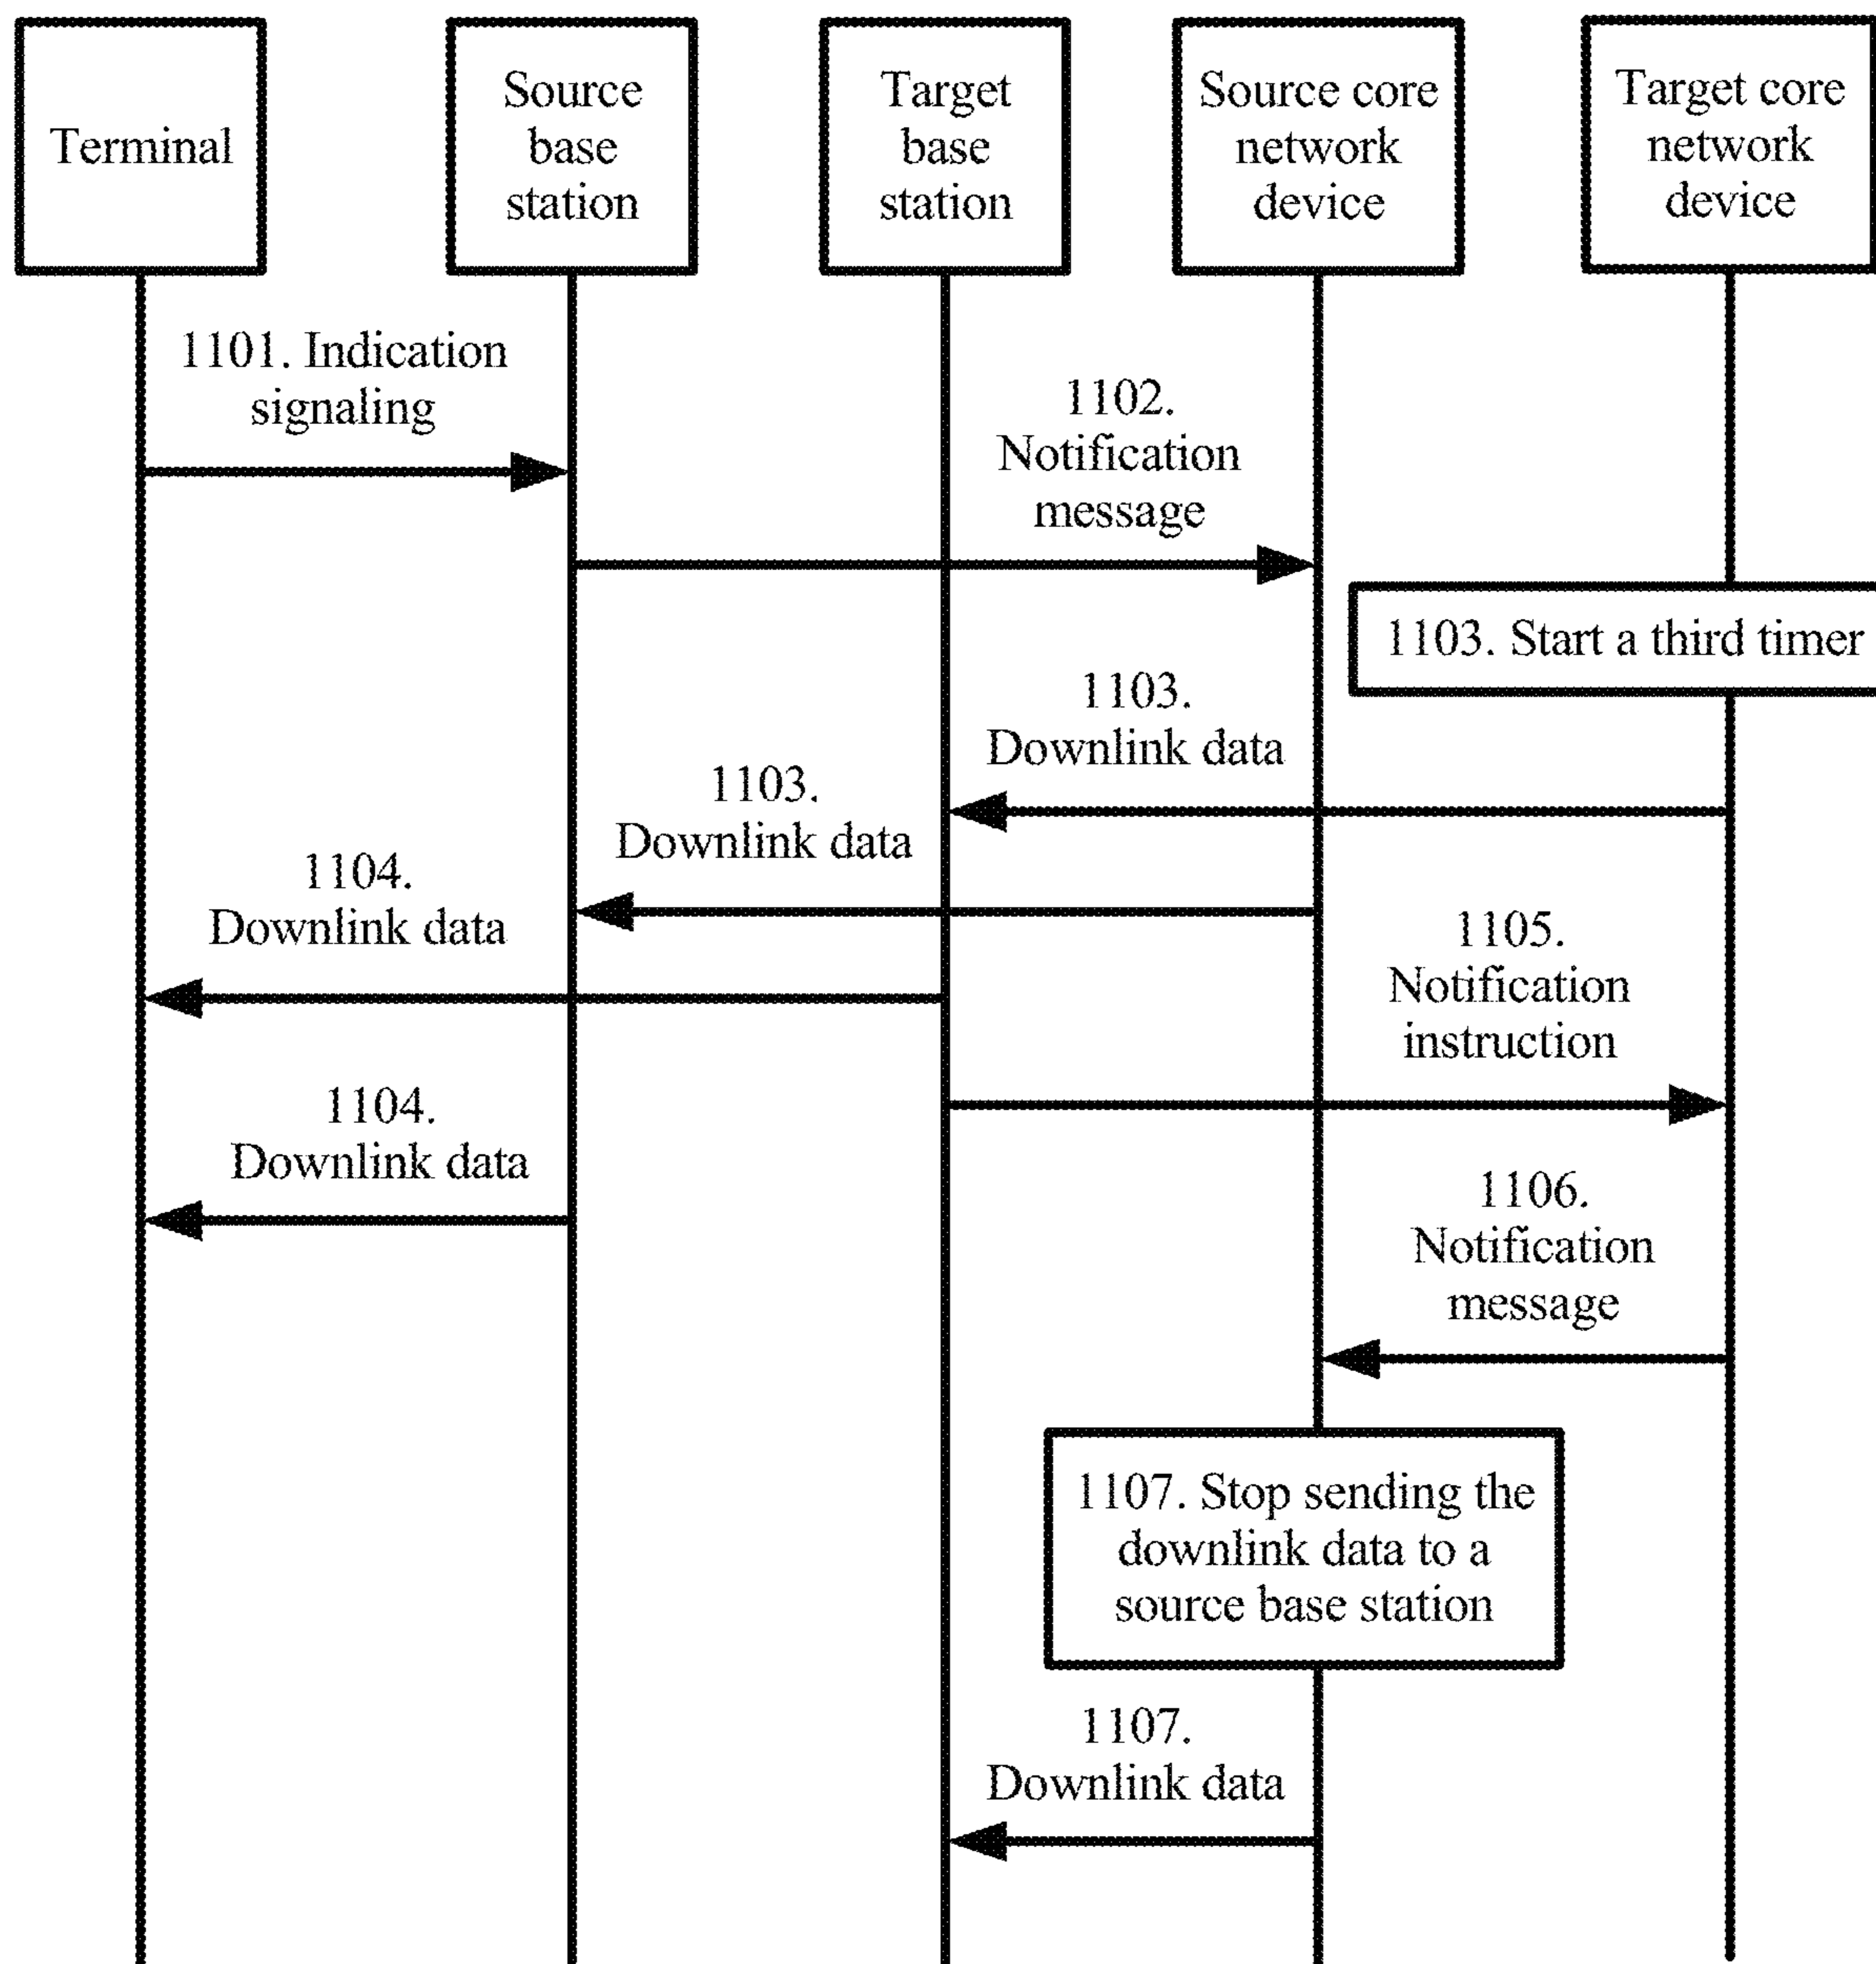 Terminal
Source
base
station
Target
base
station
Source core
network
device
Target core
network
device
1101. Indication
signaling
1102.
Notification
message
1103. Start a third timer
1103.
Downlink data
1103.
Downlink data
1104.
Downlink data
1105.
Notification
instruction
1104.
Downlink data
1106.
Notification
message
1107. Stop sending the
downlink data to a
source base station
1107.
Downlink data